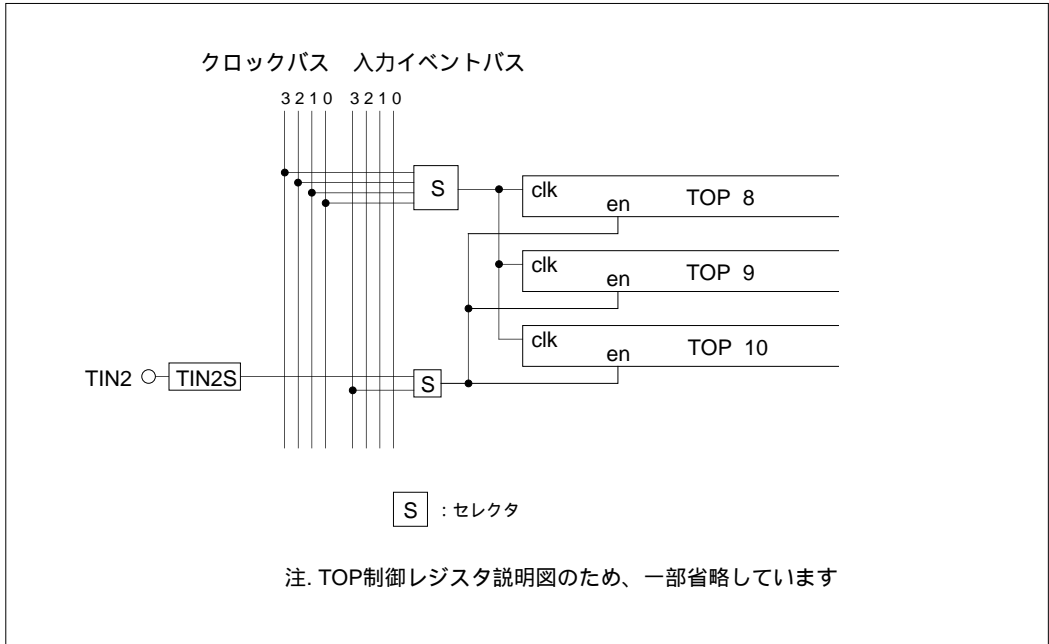 クロックバス 入力イベントバス
3 2 1 0 3 2 1 0
S
clk
en
TOP 8
clk
en
TOP 9
clk
en
TOP 10
TIN2
TIN2S
S
S :セレクタ
注. TOP制御レジスタ説明図のため、一部省略しています